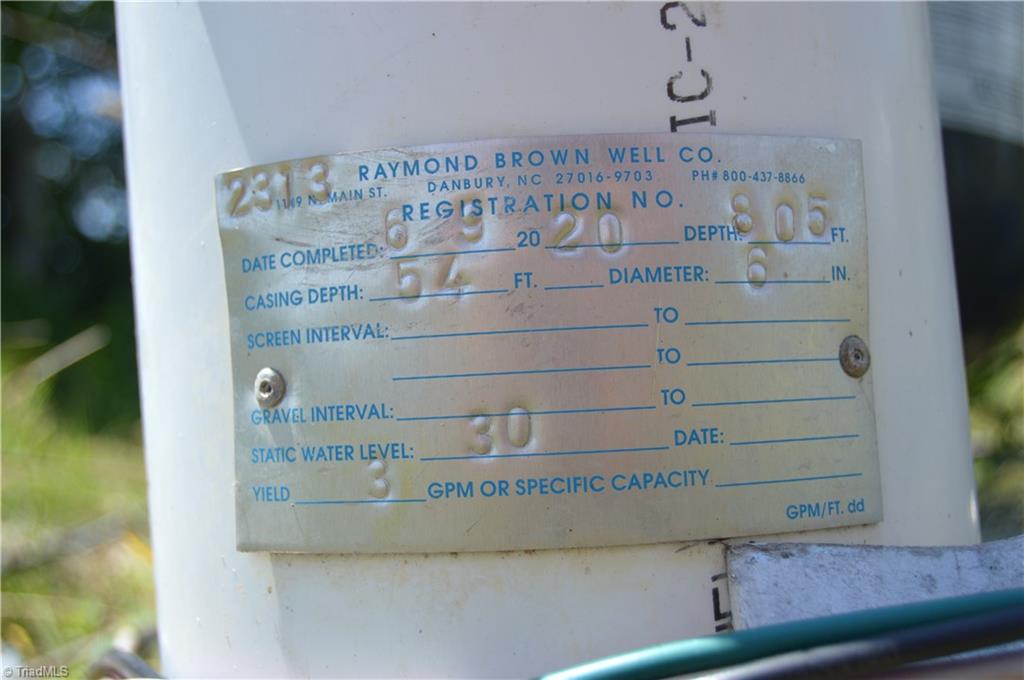 IC-2
2313 RAYMOND BROWN WELL CO.
1149 N. MAIN ST. DANBURY, NC 27016-9703 PH# 800-437-8866
REGISTRATION NO.
DATE COMPLETED: 6 9 20 20 DEPTH: 805 FT.
CASING DEPTH: 54 FT. DIAMETER: 6 IN.
SCREEN INTERVAL: TO
TO
GRAVEL INTERVAL: TO
STATIC WATER LEVEL: 30 DATE:
YIELD 3 GPM OR SPECIFIC CAPACITY
GPM/FT. dd
© TriadMLS